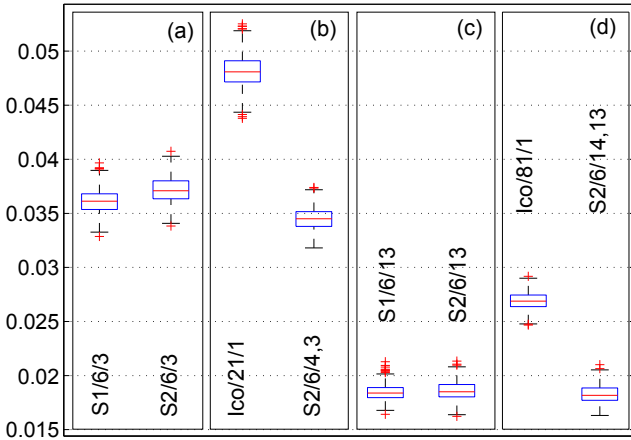 (a)
(b)
(c)
(d)
0.05
0.045
0.04
0.035
0.03
0.025
0.02
0.015
S1/6/3
S2/6/3
Ico/21/1
S2/6/4,3
S1/6/13
S2/6/13
Ico/81/1
S2/6/14,13